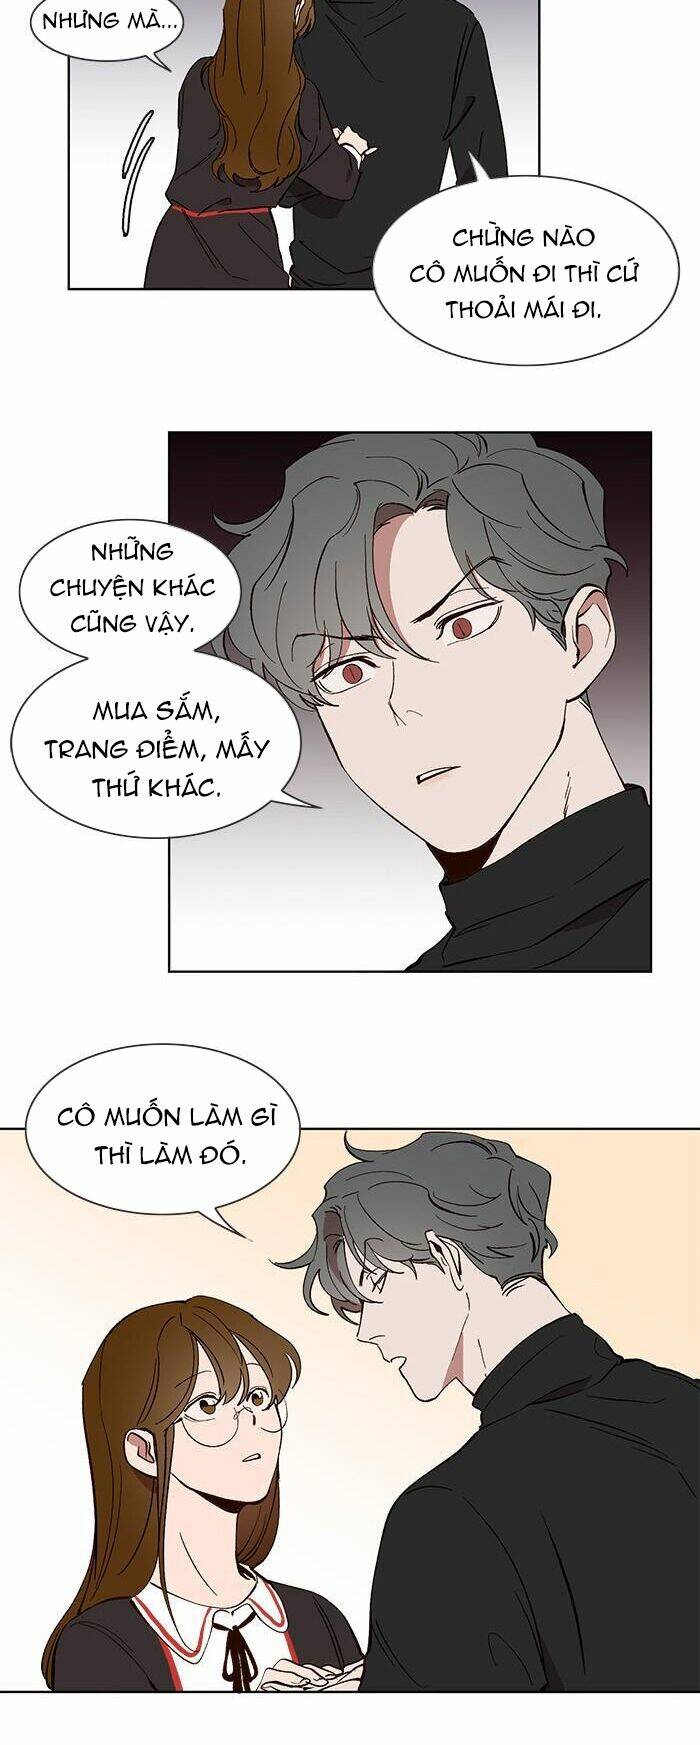 NHƯNG MÀ...
CHỪNG NÀO
CÔ MUỐN ĐI THÌ CỨ
THOẢI MÁI ĐI.
NHỮNG
CHUYỆN KHÁC
CŨNG VẬY.
MUA SẮM,
TRANG ĐIỂM, MẤY
THỨ KHÁC.
CÔ MUỐN LÀM GÌ
THÌ LÀM ĐÓ.